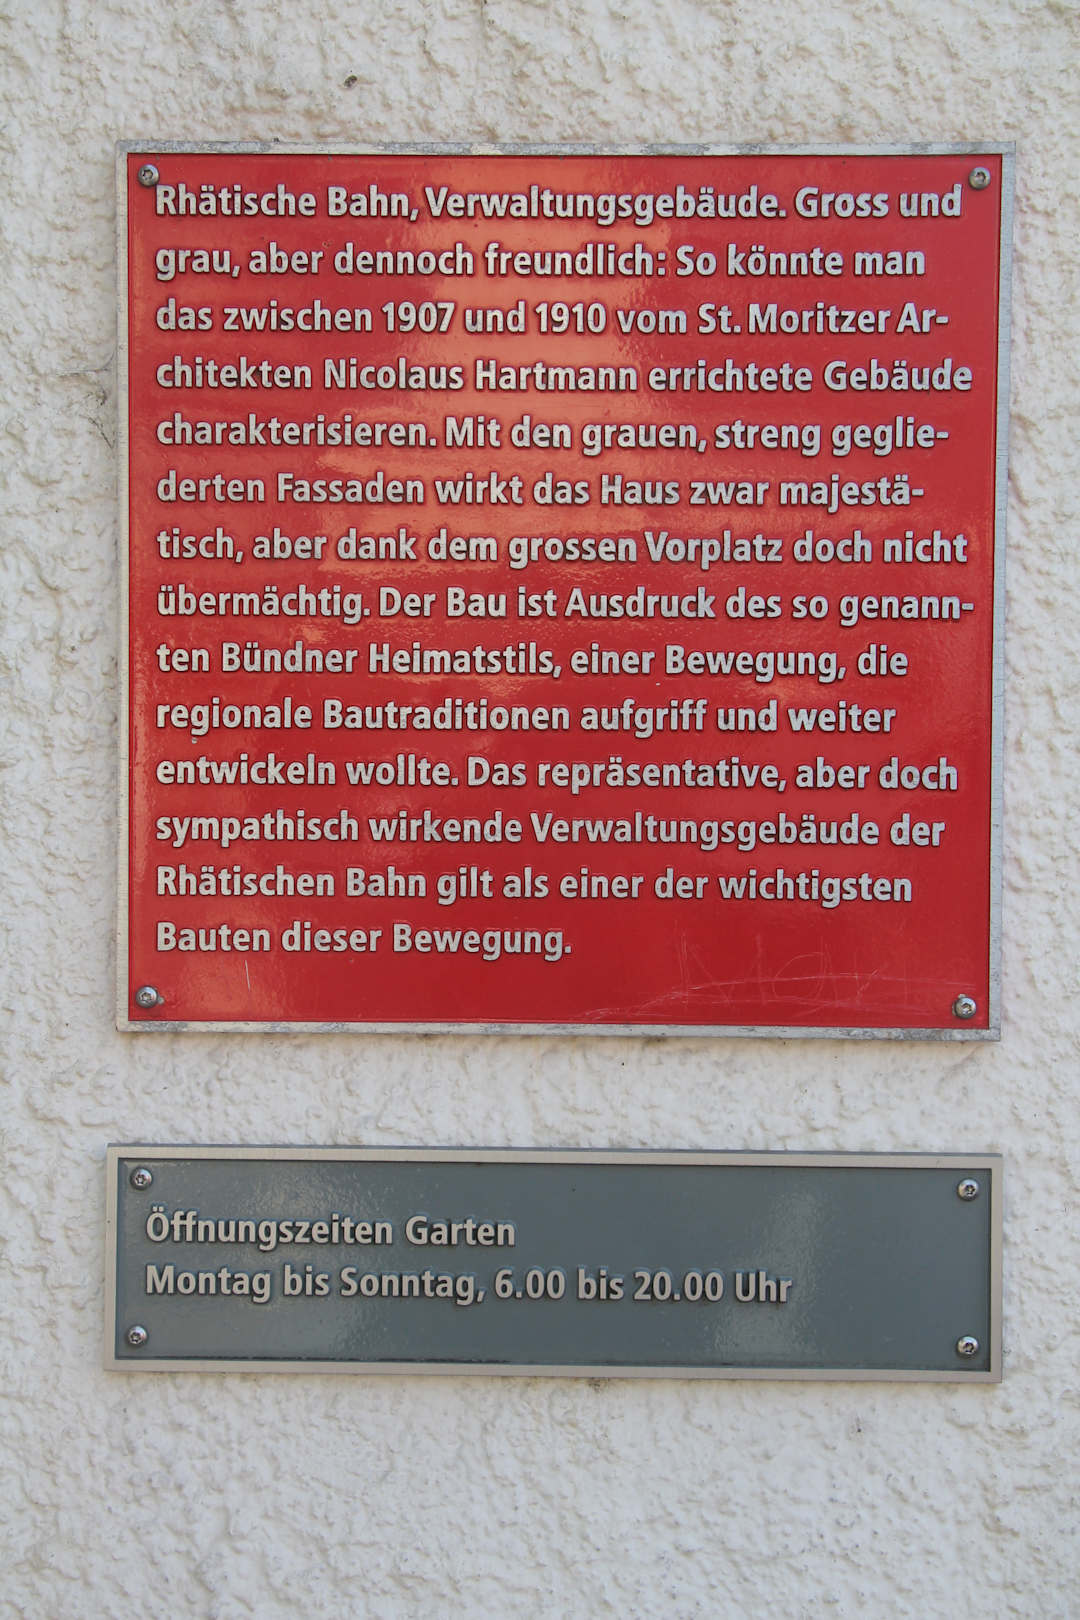 Rhätische Bahn, Verwaltungsgebäude. Gross und
grau, aber dennoch freundlich: So könnte man
das zwischen 1907 und 1910 vom St. Moritzer Ar-
chitekten Nicolaus Hartmann errichtete Gebäude
charakterisieren. Mit den grauen, streng geglie-
derten Fassaden wirkt das Haus zwar majestä-
tisch, aber dank dem grossen Vorplatz doch nicht
übermächtig. Der Bau ist Ausdruck des so genann-
ten Bündner Heimatstils, einer Bewegung, die
regionale Bautraditionen aufgriff und weiter
entwickeln wollte. Das repräsentative, aber doch
sympathisch wirkende Verwaltungsgebäude der
Rhätischen Bahn gilt als einer der wichtigsten
Bauten dieser Bewegung.
Öffnungszeiten Garten
Montag bis Sonntag, 6.00 bis 20.00 Uhr